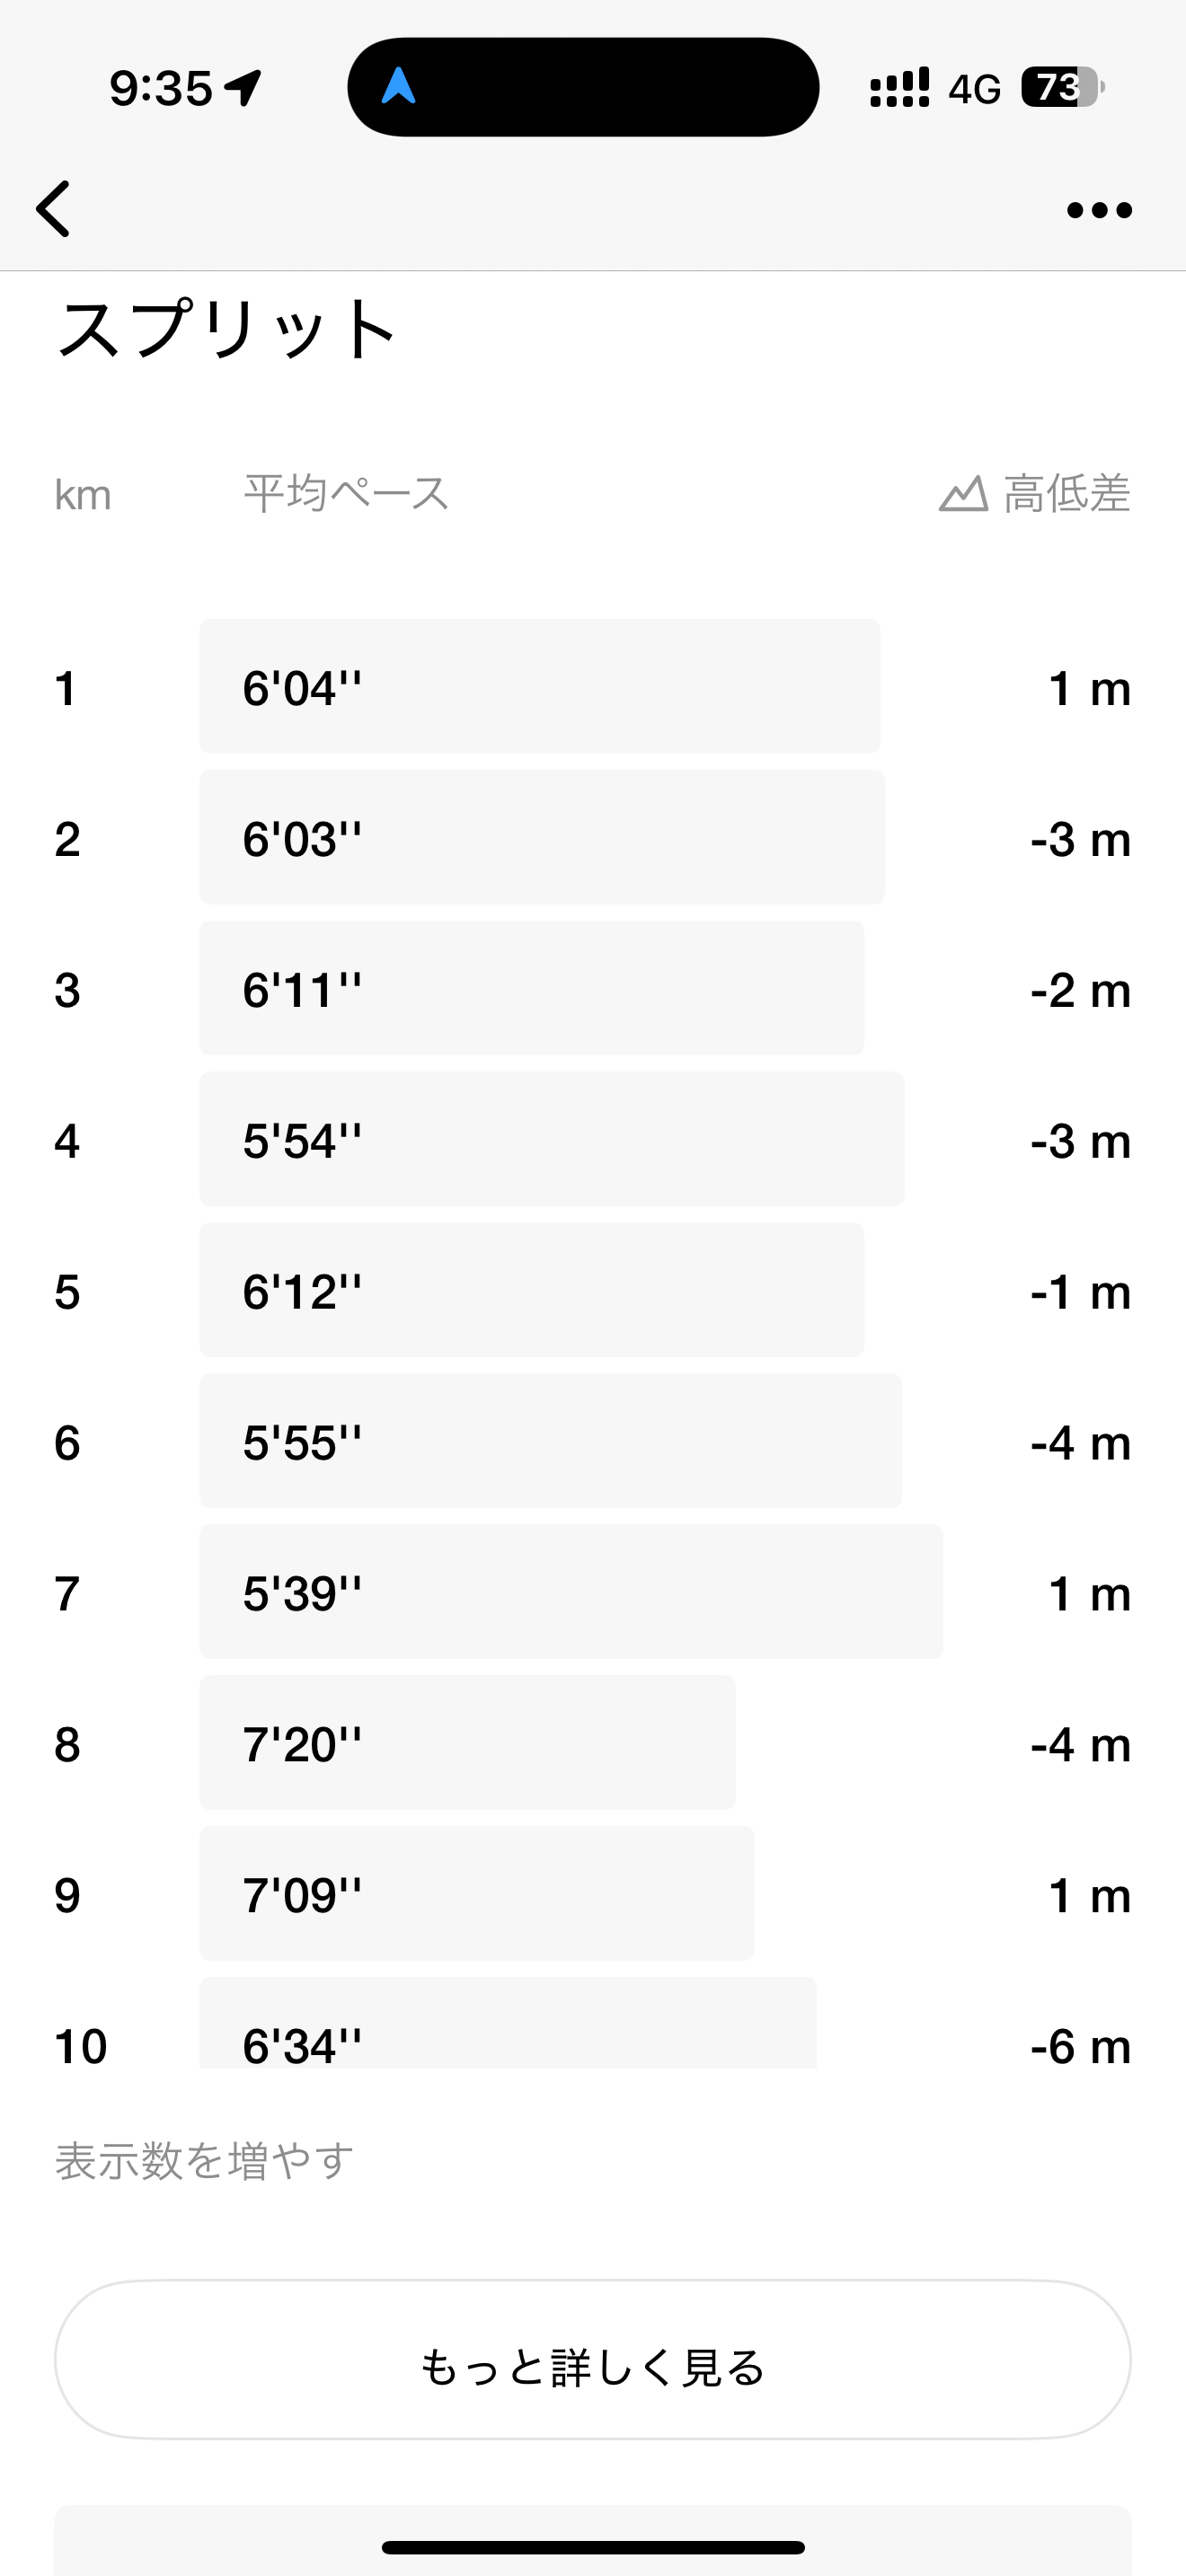 9:35 4G 73
スプリット
km 平均ペース 高低差
1 6'04'' 1 m
2 6'03'' -3 m
3 6'11'' -2 m
4 5'54'' -3 m
5 6'12'' -1 m
6 5'55'' -4 m
7 5'39'' 1 m
8 7'20'' -4 m
9 7'09'' 1 m
10 6'34'' -6 m
表示数を増やす
もっと詳しく見る